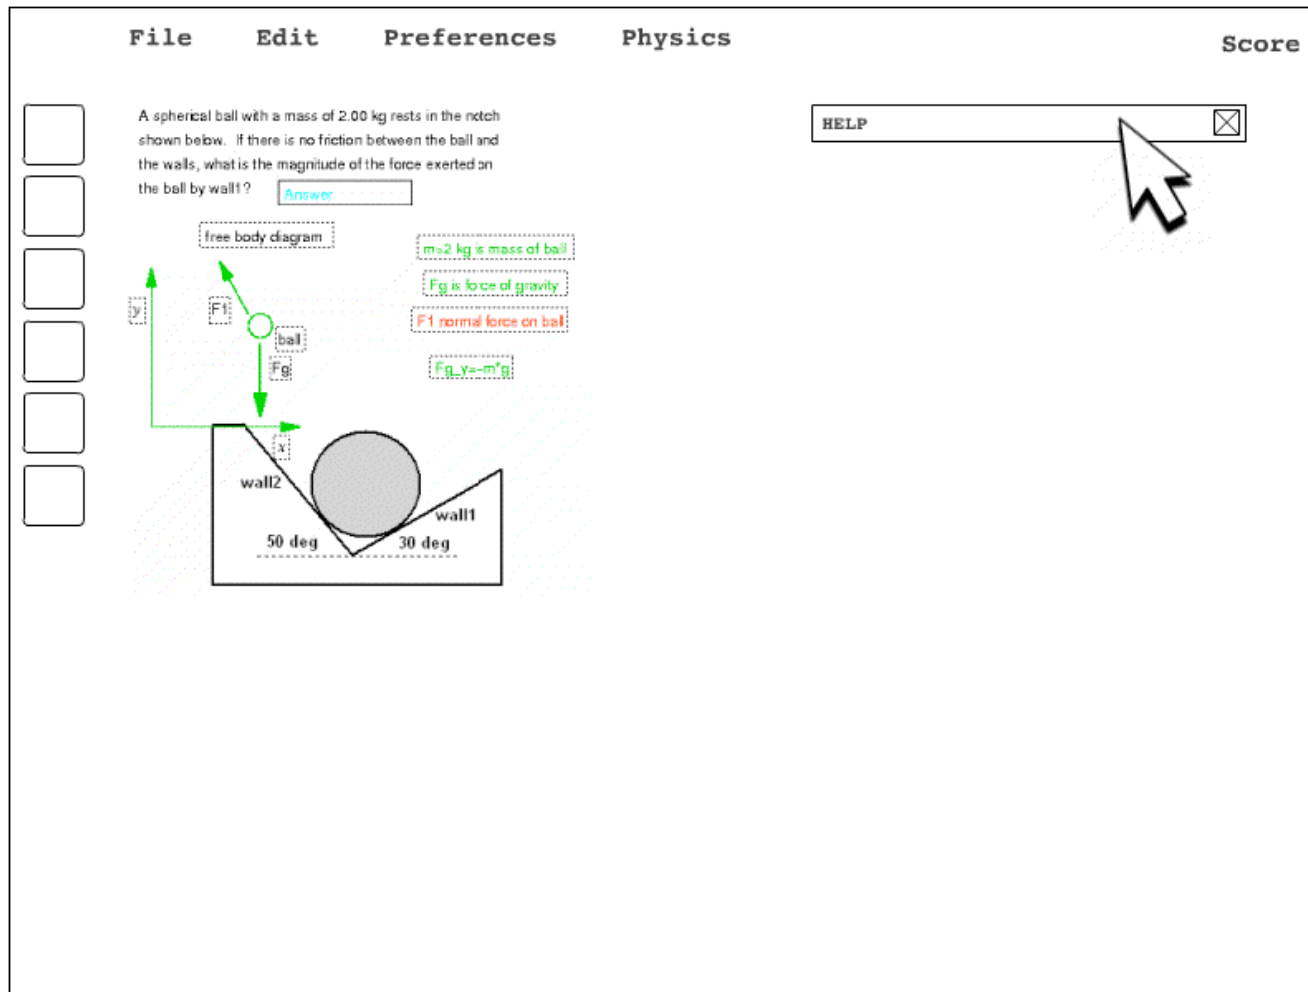 File Edit Preferences Physics
Score
A spherical ball with a mass of 2.00 kg rests in the notch
shown below. If there is no friction between the ball and
the walls, what is the magnitude of the force exerted on
the ball by wall1? Answer
HELP
free body diagram
m=2 kg is mass of ball
Fg is force of gravity
F1 normal force on ball
Fg_y=-m*g
y
F1
ball
Fg
x
wall2
wall1
50 deg
30 deg